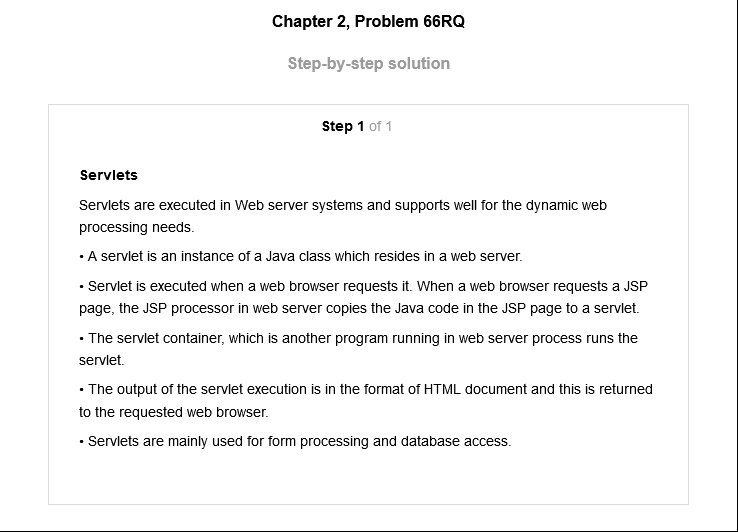 Chapter 2, Problem 66RQ
Step-by-step solution
Step 1 of 1
Servlets
Servlets are executed in Web server systems and supports well for the dynamic web
processing needs.
• A servlet is an instance of a Java class which resides in a web server.
• Servlet is executed when a web browser requests it. When a web browser requests a JSP
page, the JSP processor in web server copies the Java code in the JSP page to a servlet.
• The servlet container, which is another program running in web server process runs the
servlet.
• The output of the servlet execution is in the format of HTML document and this is returned
to the requested web browser.
• Servlets are mainly used for form processing and database access.